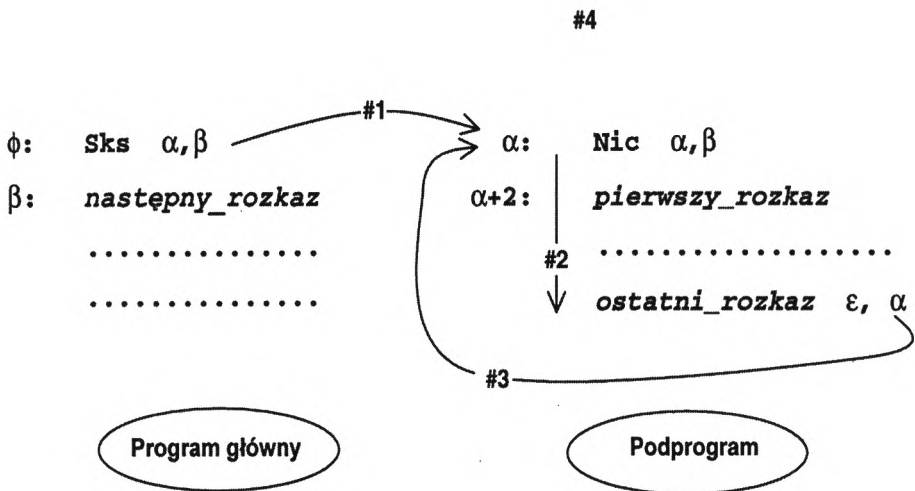 #4
#1
φ: Sks α,β α: Nic α,β
β: następny_rozkaz α+2: pierwszy_rozkaz
................ ....................
#2
................ ostatni_rozkaz ε, α
#3
Program główny Podprogram